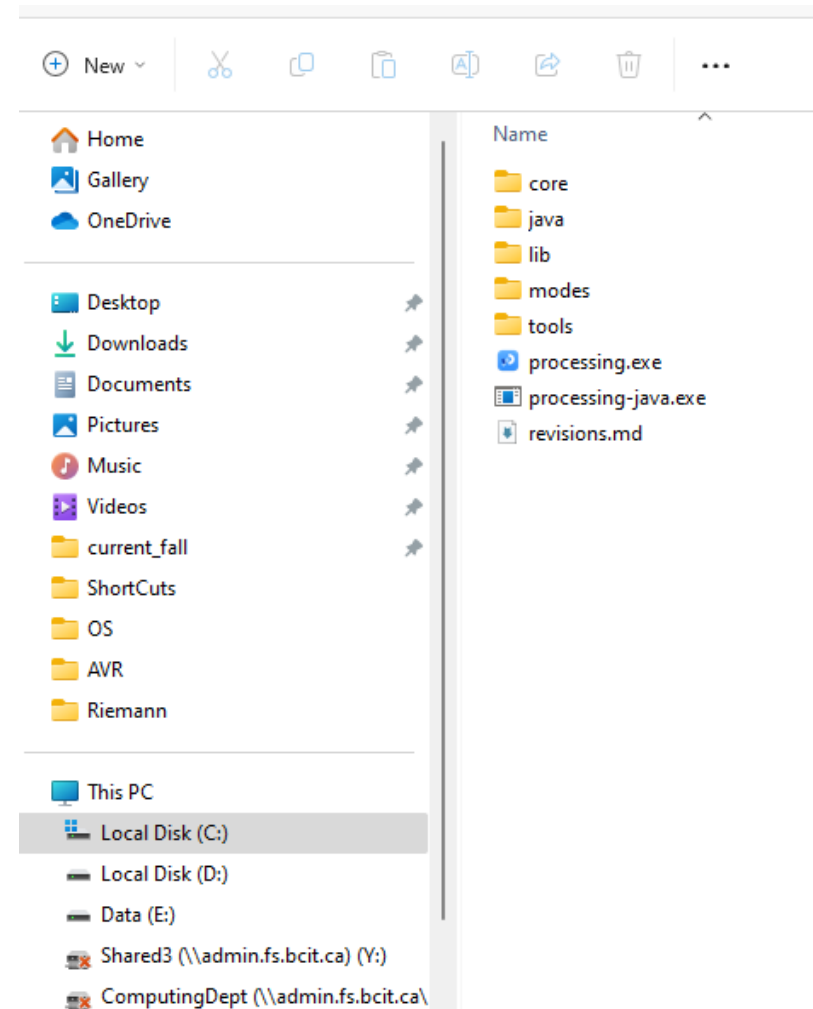 New
Home
Gallery
OneDrive
Desktop
Downloads
Documents
Pictures
Music
Videos
current_fall
ShortCuts
OS
AVR
Riemann
This PC
Local Disk (C:)
Local Disk (D:)
Data (E:)
Shared3 (\\admin.fs.bcit.ca) (Y:)
ComputingDept (\\admin.fs.bcit.ca\
Name
core
java
lib
modes
tools
processing.exe
processing-java.exe
revisions.md